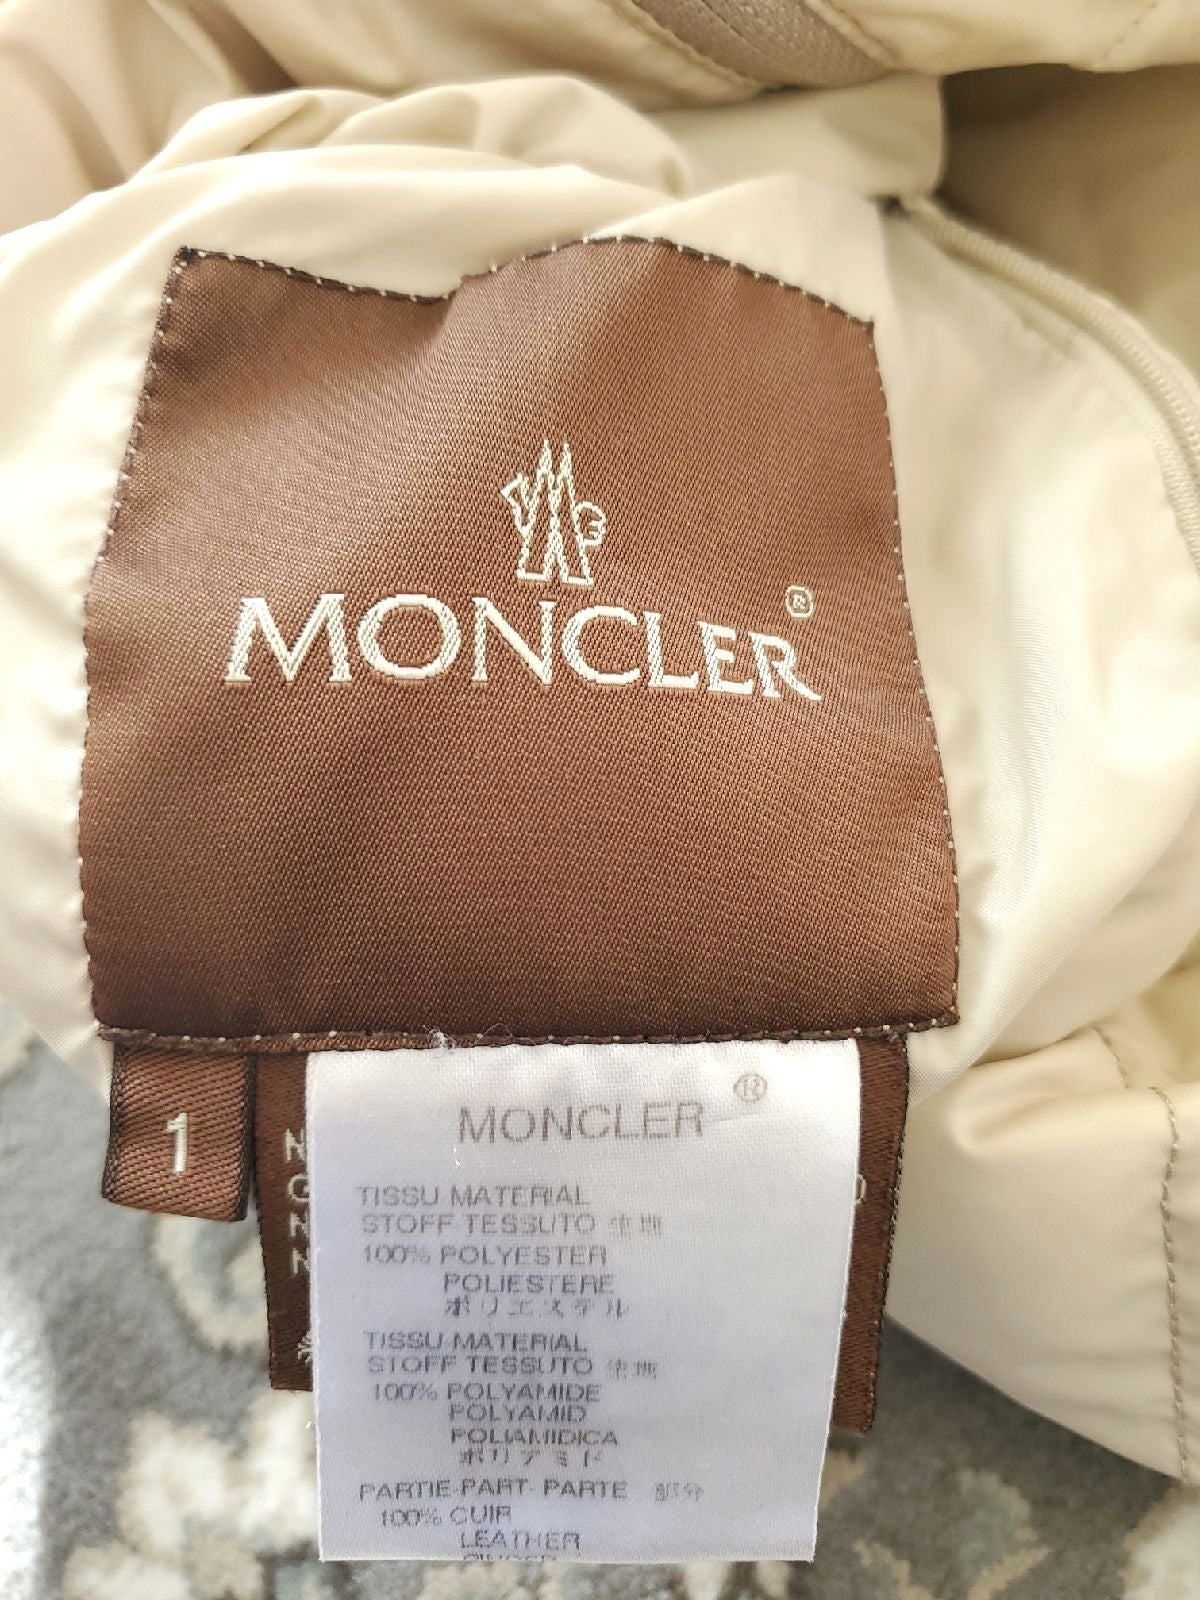 MONCLER®
1
MONCLER®
TISSU MATERIAL
STOFF TESSUTO 生地
100% POLYESTER
POLIESTERE
ポリエステル
TISSU MATERIAL
STOFF TESSUTO 生地
100% POLYAMIDE
POLYAMID
POLIAMIDICA
ポリアミド
PARTIE-PART-PARTE 部分
100% CUIR
LEATHER